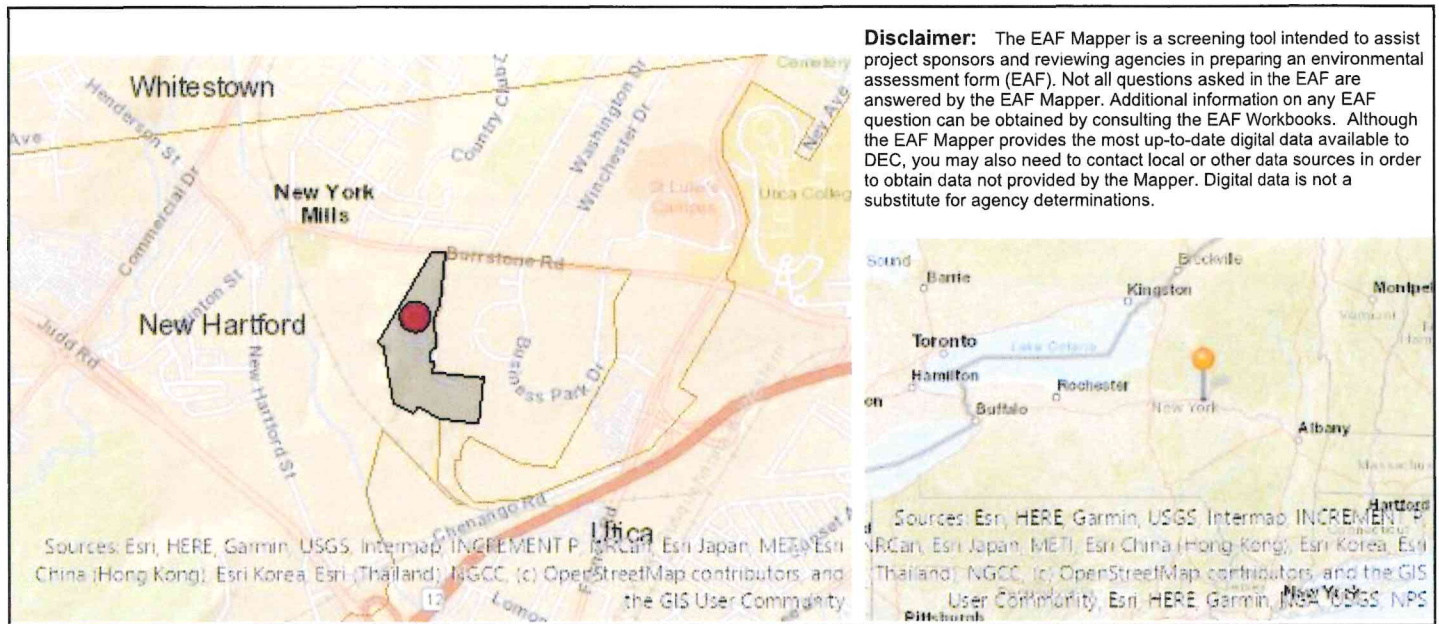 Disclaimer: The EAF Mapper is a screening tool intended to assist
project sponsors and reviewing agencies in preparing an environmental
assessment form (EAF). Not all questions asked in the EAF are
answered by the EAF Mapper. Additional information on any EAF
question can be obtained by consulting the EAF Workbooks. Although
the EAF Mapper provides the most up-to-date digital data available to
DEC, you may also need to contact local or other data sources in order
to obtain data not provided by the Mapper. Digital data is not a
substitute for agency determinations.
Whitestown
Henderson St
Ave
Commercial Dr
New York
Mills
Country Club
Washington Dr
Winchester Dr
Cemetery
Ney Ave
St Luke's
Campus
Utica College
Burrstone Rd
Clinton St
New Hartford
Judd Rd
New Hartford St
Business Park Dr
Chenango Rd
Utica
12
Sources: Esri, HERE, Garmin, USGS, Intermap, INCREMENT P, NRCan, Esri Japan, METI, Esri
China (Hong Kong), Esri Korea, Esri (Thailand), NGCC, (c) OpenStreetMap contributors, and
the GIS User Community
Sound
Barrie
Brockville
Kingston
Montpel
Vermont
Toronto
Lake Ontario
Hamilton
Rochester
Buffalo
New York
Albany
Massachu
Hartford
Sources: Esri, HERE, Garmin, USGS, Intermap, INCREMENT P,
NRCan, Esri Japan, METI, Esri China (Hong Kong), Esri Korea, Esri
(Thailand), NGCC, (c) OpenStreetMap contributors, and the GIS
User Community, Esri, HERE, Garmin, NGA, USGS, NPS
New York
Pittsburgh